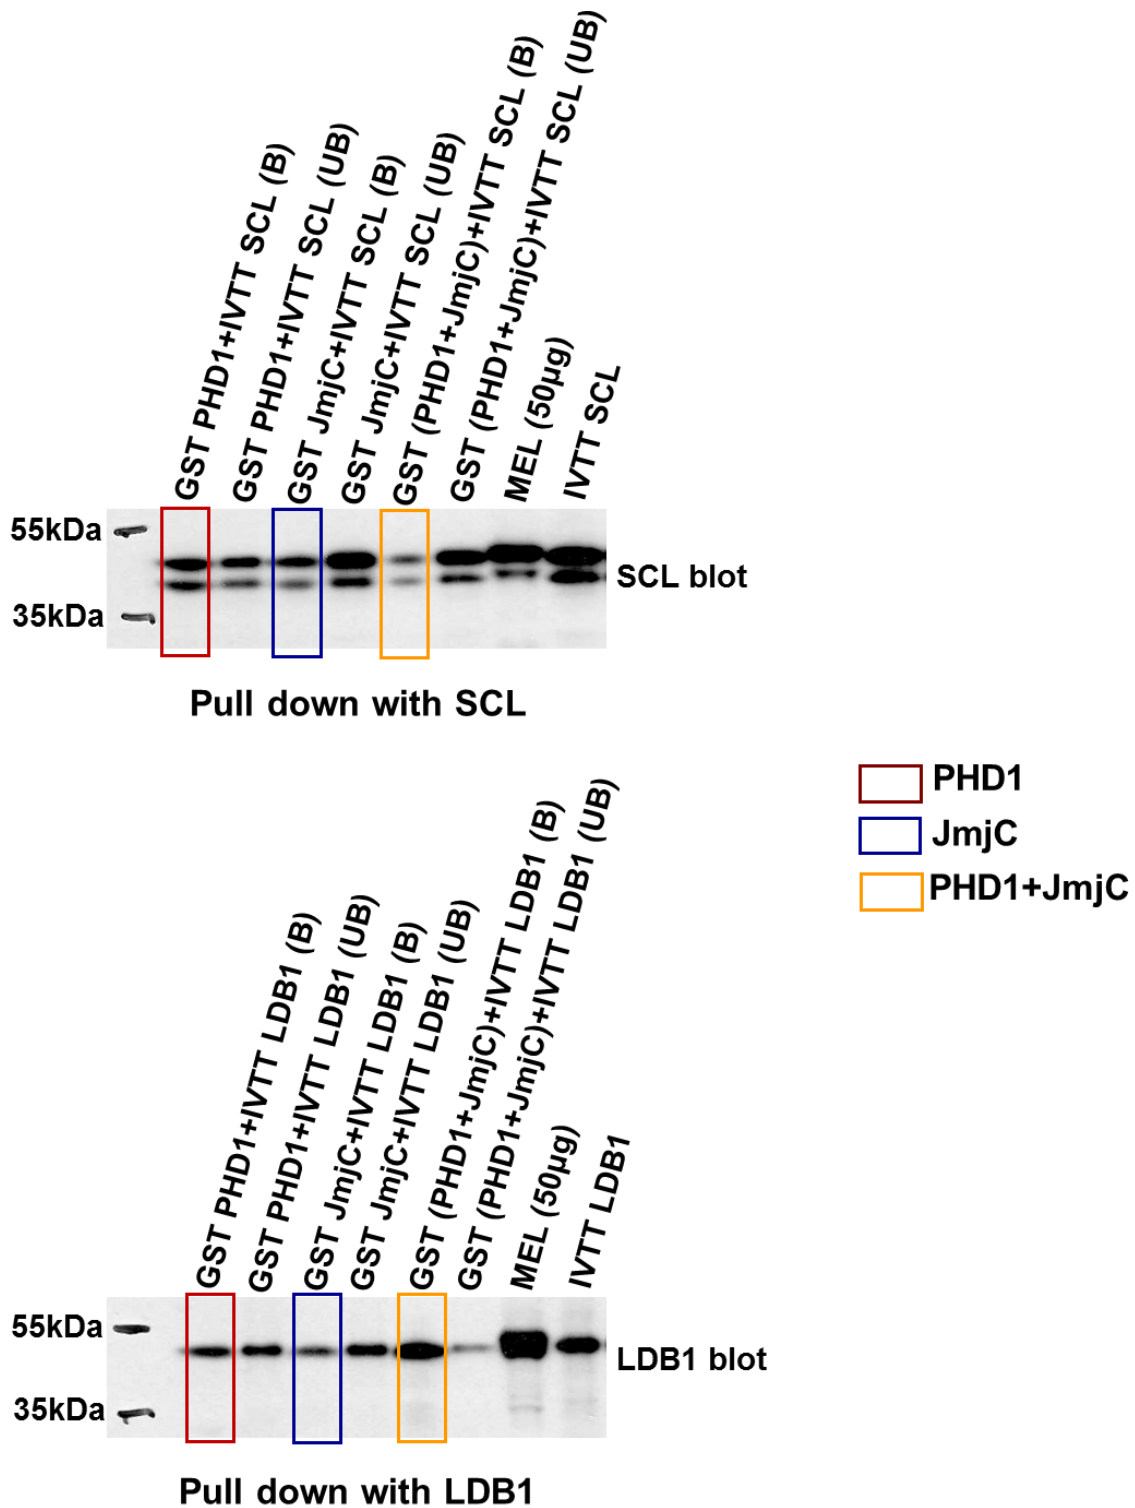 GST PHD1+IVTT SCL (B)
GST PHD1+IVTT SCL (UB)
GST JmjC+IVTT SCL (B)
GST JmjC+IVTT SCL (UB)
GST (PHD1+JmjC)+IVTT SCL (B)
GST (PHD1+JmjC)+IVTT SCL (UB)
MEL (50µg)
IVTT SCL
55kDa
SCL blot
35kDa
Pull down with SCL
PHD1
JmjC
PHD1+JmjC
GST PHD1+IVTT LDB1 (B)
GST PHD1+IVTT LDB1 (UB)
GST JmjC+IVTT LDB1 (B)
GST JmjC+IVTT LDB1 (UB)
GST (PHD1+JmjC)+IVTT LDB1 (B)
GST (PHD1+JmjC)+IVTT LDB1 (UB)
MEL (50µg)
IVTT LDB1
55kDa
LDB1 blot
35kDa
Pull down with LDB1